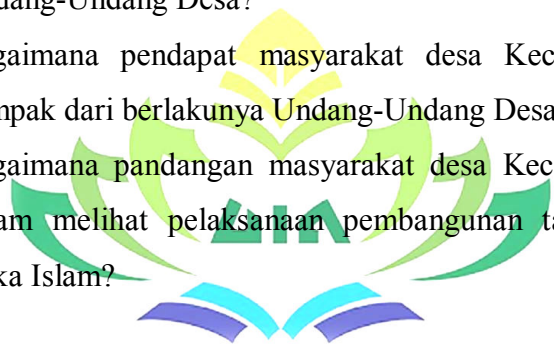 dang-Undang Desa?
gaimana pendapat masyarakat desa Kec
npak dari berlakunya Undang-Undang Desa
gaimana pandangan masyarakat desa Kec
am melihat pelaksanaan pembangunan ta
ka Islam?